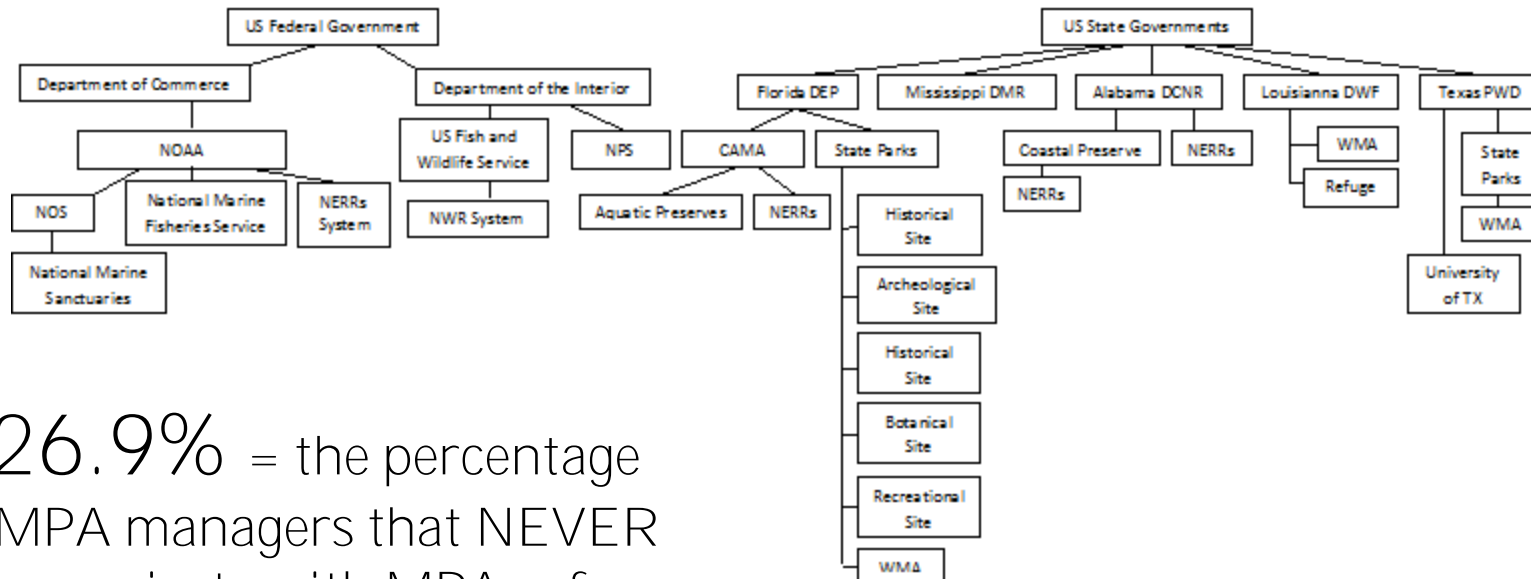 US Federal Government
Department of Commerce
Department of the Interior
NOAA
US Fish and
Wildlife Service
NPS
NOS
National Marine
Fisheries Service
NERRs
System
NWR System
National Marine
Sanctuaries
US State Governments
Florida DEP
Mississippi DMR
Alabama DCNR
Louisianna DWF
Texas PWD
CAMA
State Parks
Coastal Preserve
NERRs
WMA
State
Parks
Aquatic Preserves
NERRs
NERRs
Refuge
WMA
Historical
Site
University
of TX
Archeological
Site
Historical
Site
Botanical
Site
Recreational
Site
WMA
26.9% = the percentage
MPA managers that NEVER
with MPAs